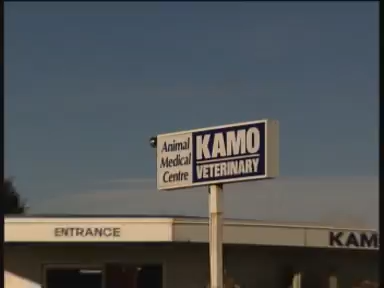 Animal
Medical
Centre
KAMO
VETERINARY
ENTRANCE
KAM